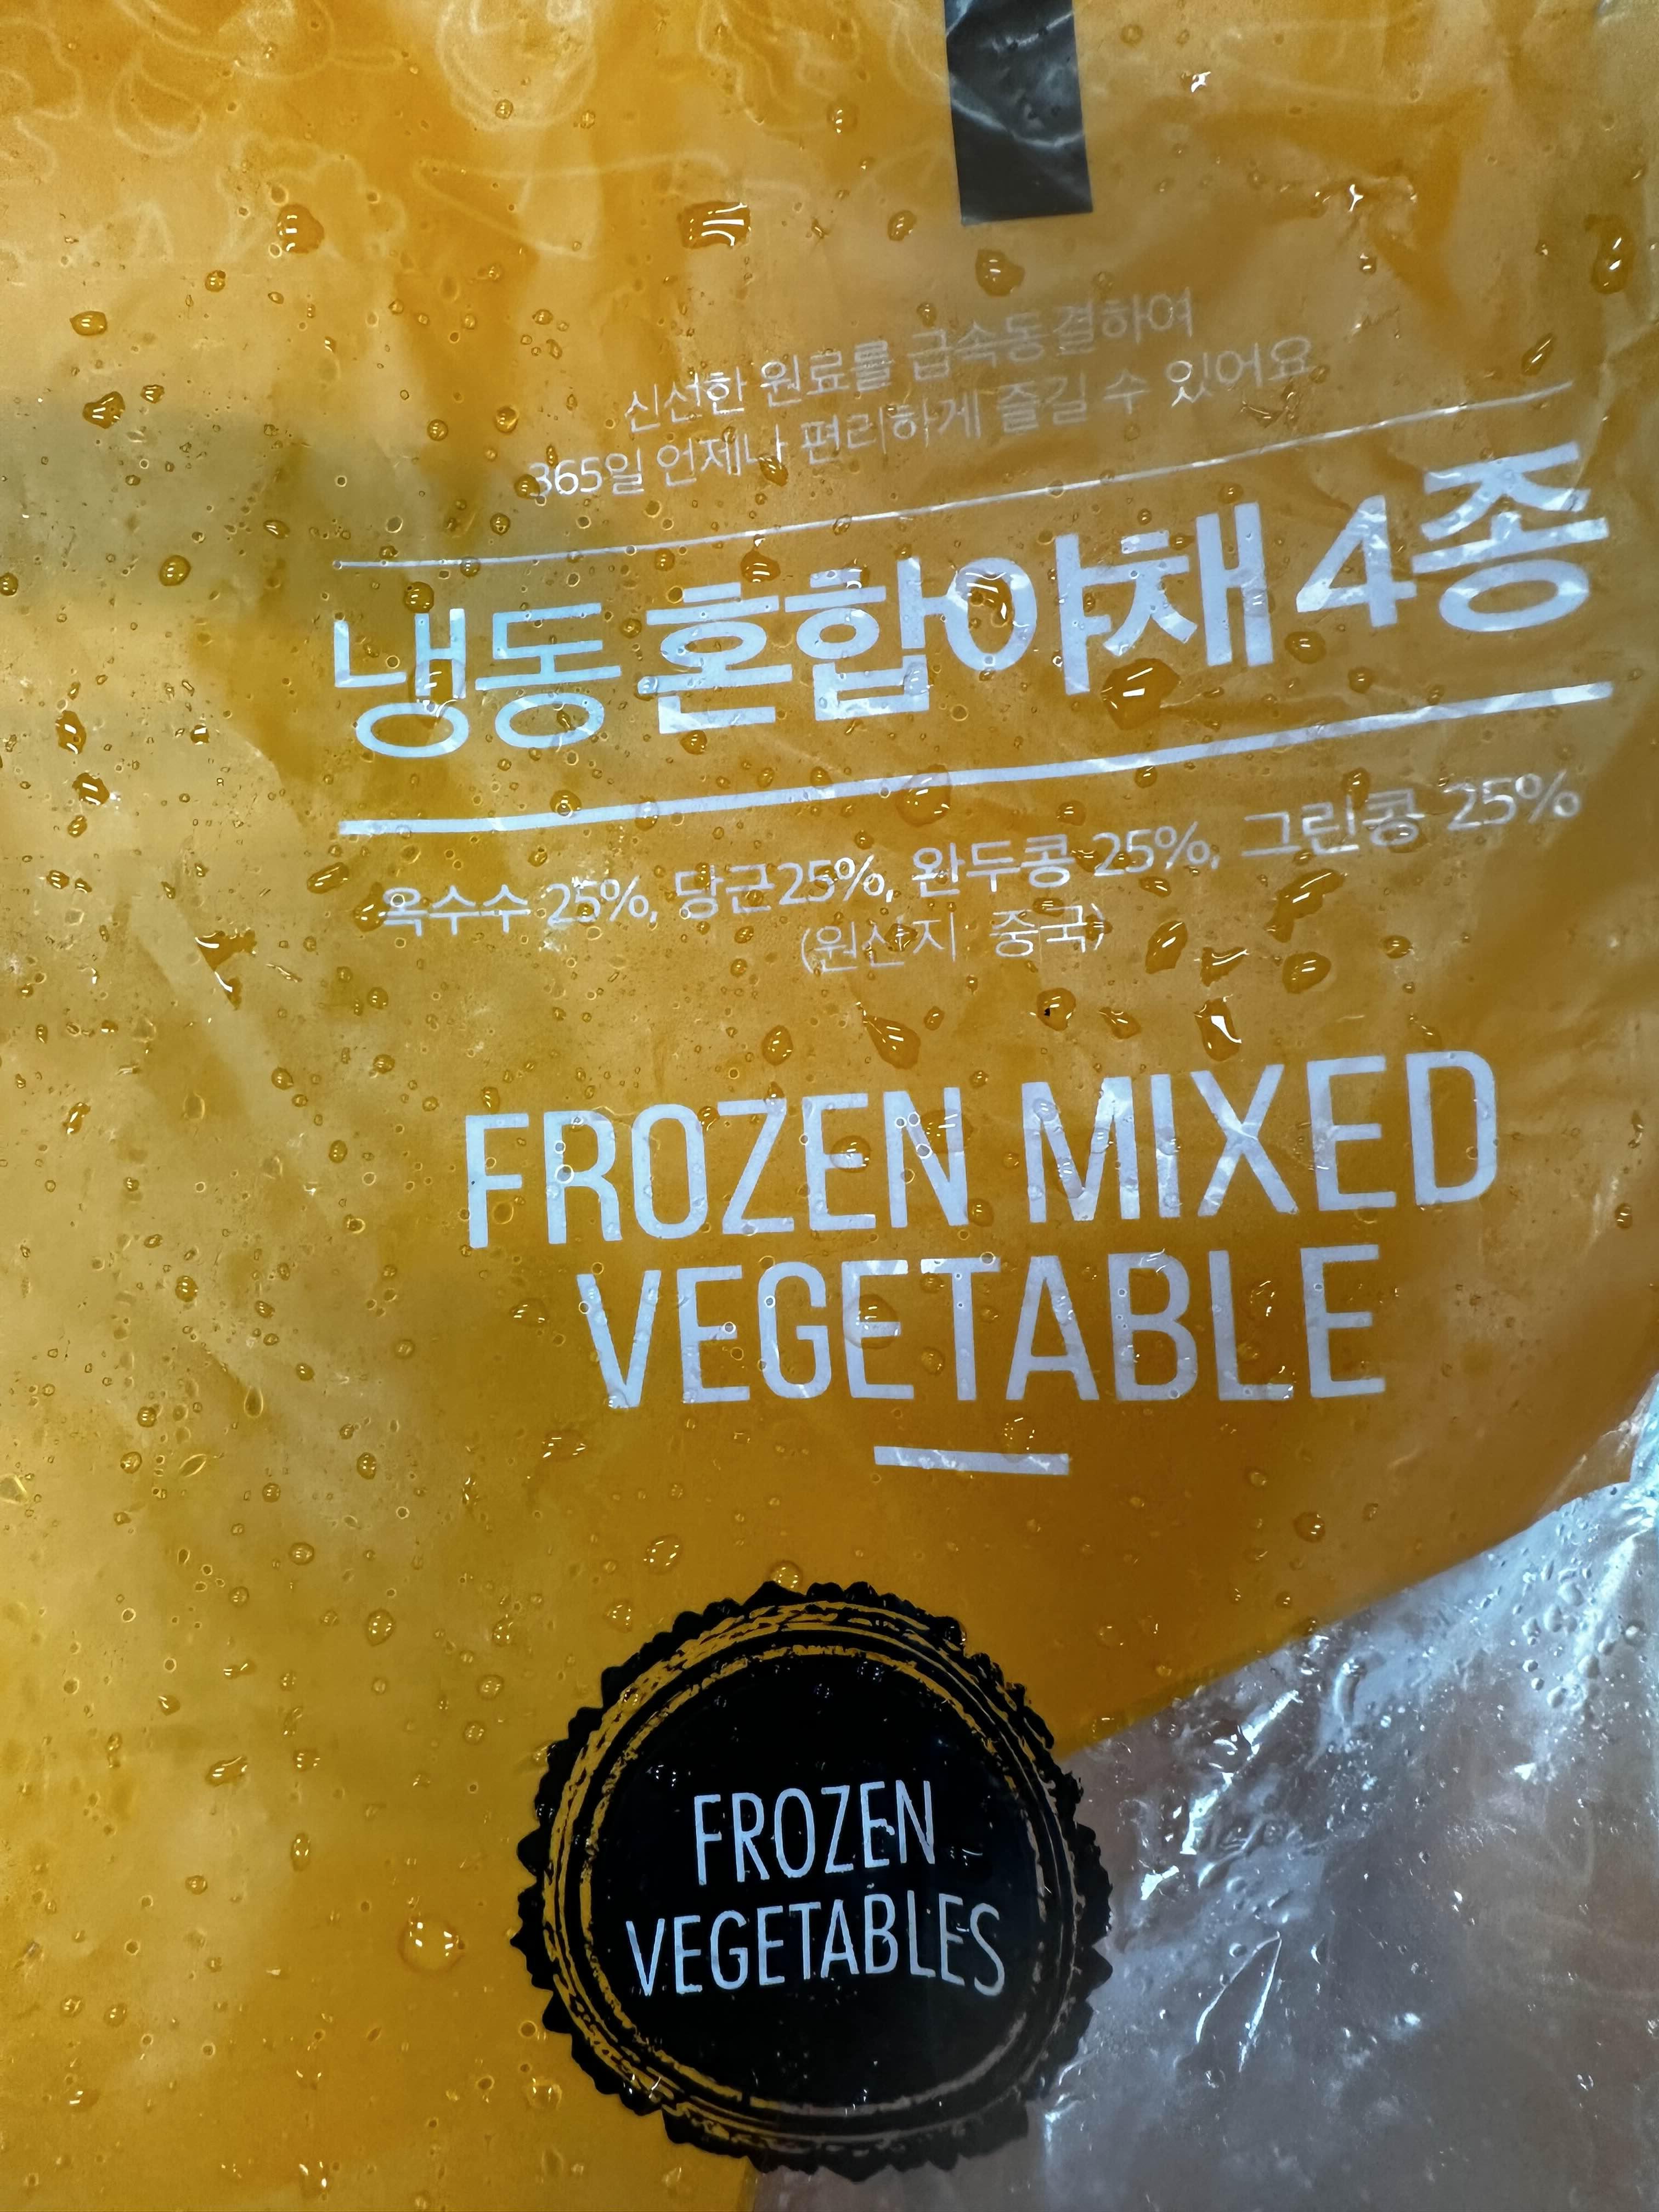 신선한 원료를 급속동결하여
365일 언제나 편리하게 즐길 수 있어요
냉동 혼합야채 4종
옥수수 25%, 당근25%, 완두콩 25%, 그린콩 25%
(원산지 : 중국)
FROZEN MIXED
VEGETABLE
FROZEN
VEGETABLES